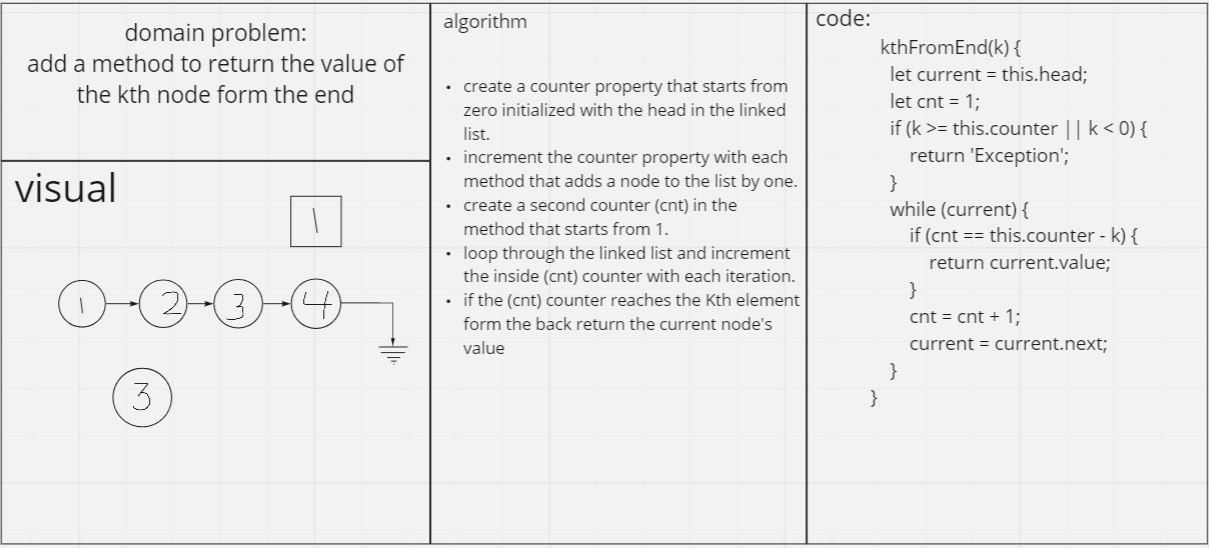 domain problem:
add a method to return the value of
the kth node form the end
visual
1
1
2
3
4
3
algorithm
• create a counter property that starts from
zero initialized with the head in the linked
list.
• increment the counter property with each
method that adds a node to the list by one.
• create a second counter (cnt) in the
method that starts from 1.
• loop through the linked list and increment
the inside (cnt) counter with each iteration.
• if the (cnt) counter reaches the Kth element
form the back return the current node's
value
code:
kthFromEnd(k) {
let current = this.head;
let cnt = 1;
if (k >= this.counter || k < 0) {
return 'Exception';
}
while (current) {
if (cnt == this.counter - k) {
return current.value;
}
cnt = cnt + 1;
current = current.next;
}
}